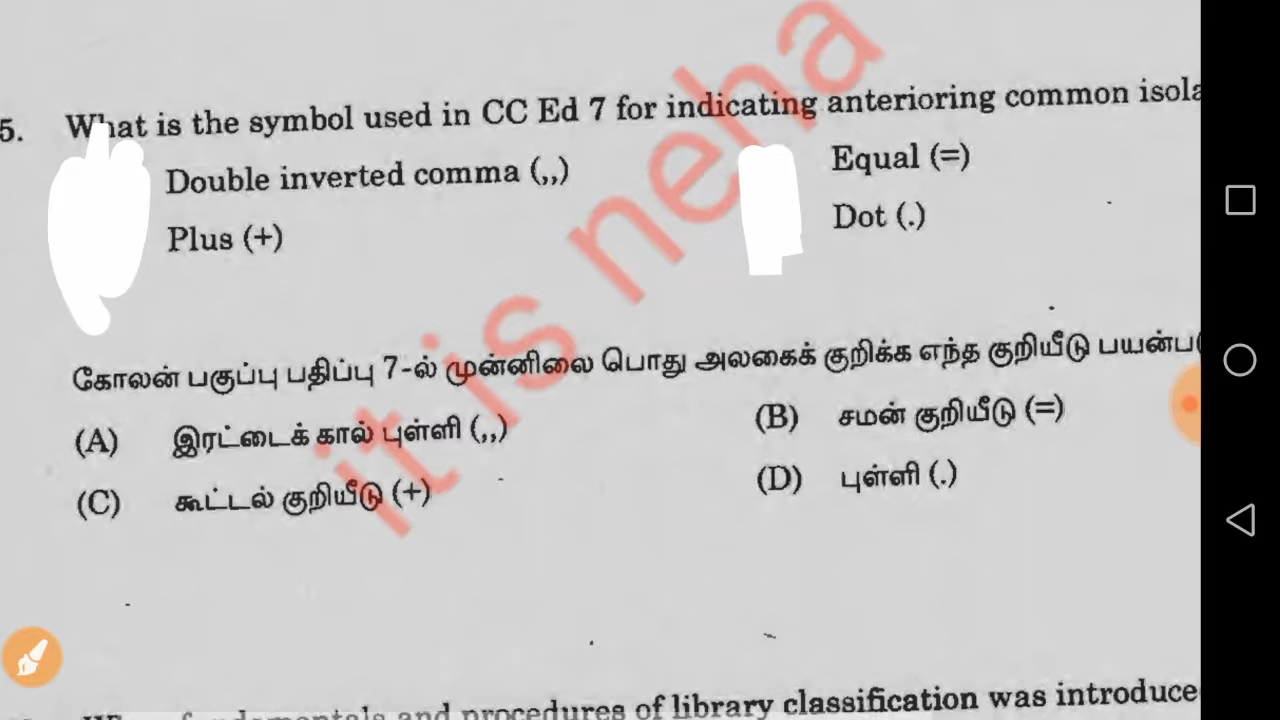 5. What is the symbol used in CC Ed 7 for indicating anterioring common isola
Double inverted comma (,,)
Equal (=)
Plus (+)
Dot (.)
கோலன் பகுப்பு பதிப்பு 7-ல் முன்னிலை பொது அலகைக் குறிக்க எந்த குறியீடு பயன்ப
(A) இரட்டைக் கால் புள்ளி (,,)
(B) சமன் குறியீடு (=)
(C) கூட்டல் குறியீடு (+)
(D) புள்ளி (.)
it is neha
and procedures of library classification was introduce